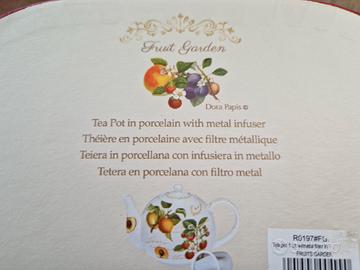 Fruit Garden
Dora Papis ©
Tea Pot in porcelain with metal infuser
Théière en porcelaine avec filtre métallique
Teiera in porcellana con infusiera in metallo
Tetera en porcelana con filtro metal
R0197#FG
FRUITS GARDEN